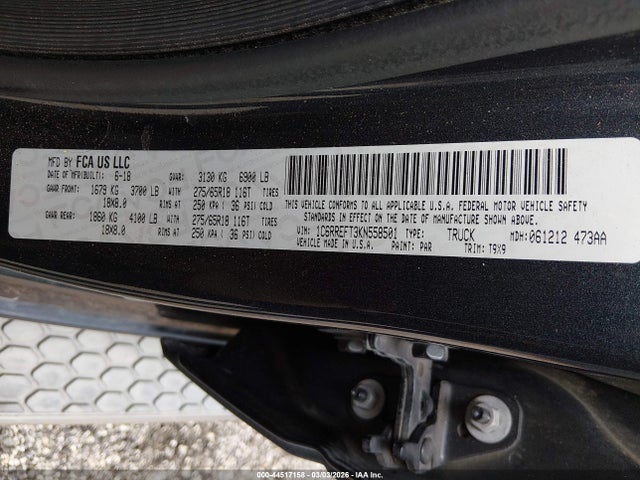 MFD BY FCA US LLC
DATE OF MFR(BUILT): 6-18 GVWR: 3130 KG 6900 LB
GAWR FRONT: 1679 KG 3700 LB WITH 275/65R18 116T TIRES
18X8.0 RIMS AT 250 KPA ( 36 PSI) COLD
GAWR REAR: 1860 KG 4100 LB WITH 275/65R18 116T TIRES
18X8.0 RIMS AT 250 KPA ( 36 PSI) COLD
THIS VEHICLE CONFORMS TO ALL APPLICABLE U.S.A. FEDERAL MOTOR VEHICLE SAFETY
STANDARDS IN EFFECT ON THE DATE OF MANUFACTURE SHOWN ABOVE.
VIN: 1C6RREFT3KN558501 TYPE: TRUCK MDH: 061212 473AA
VEHICLE MADE IN U.S.A. PAINT: PAR TRIM: T9X9
000-44517158 - 03/03/2026 - IAA Inc.